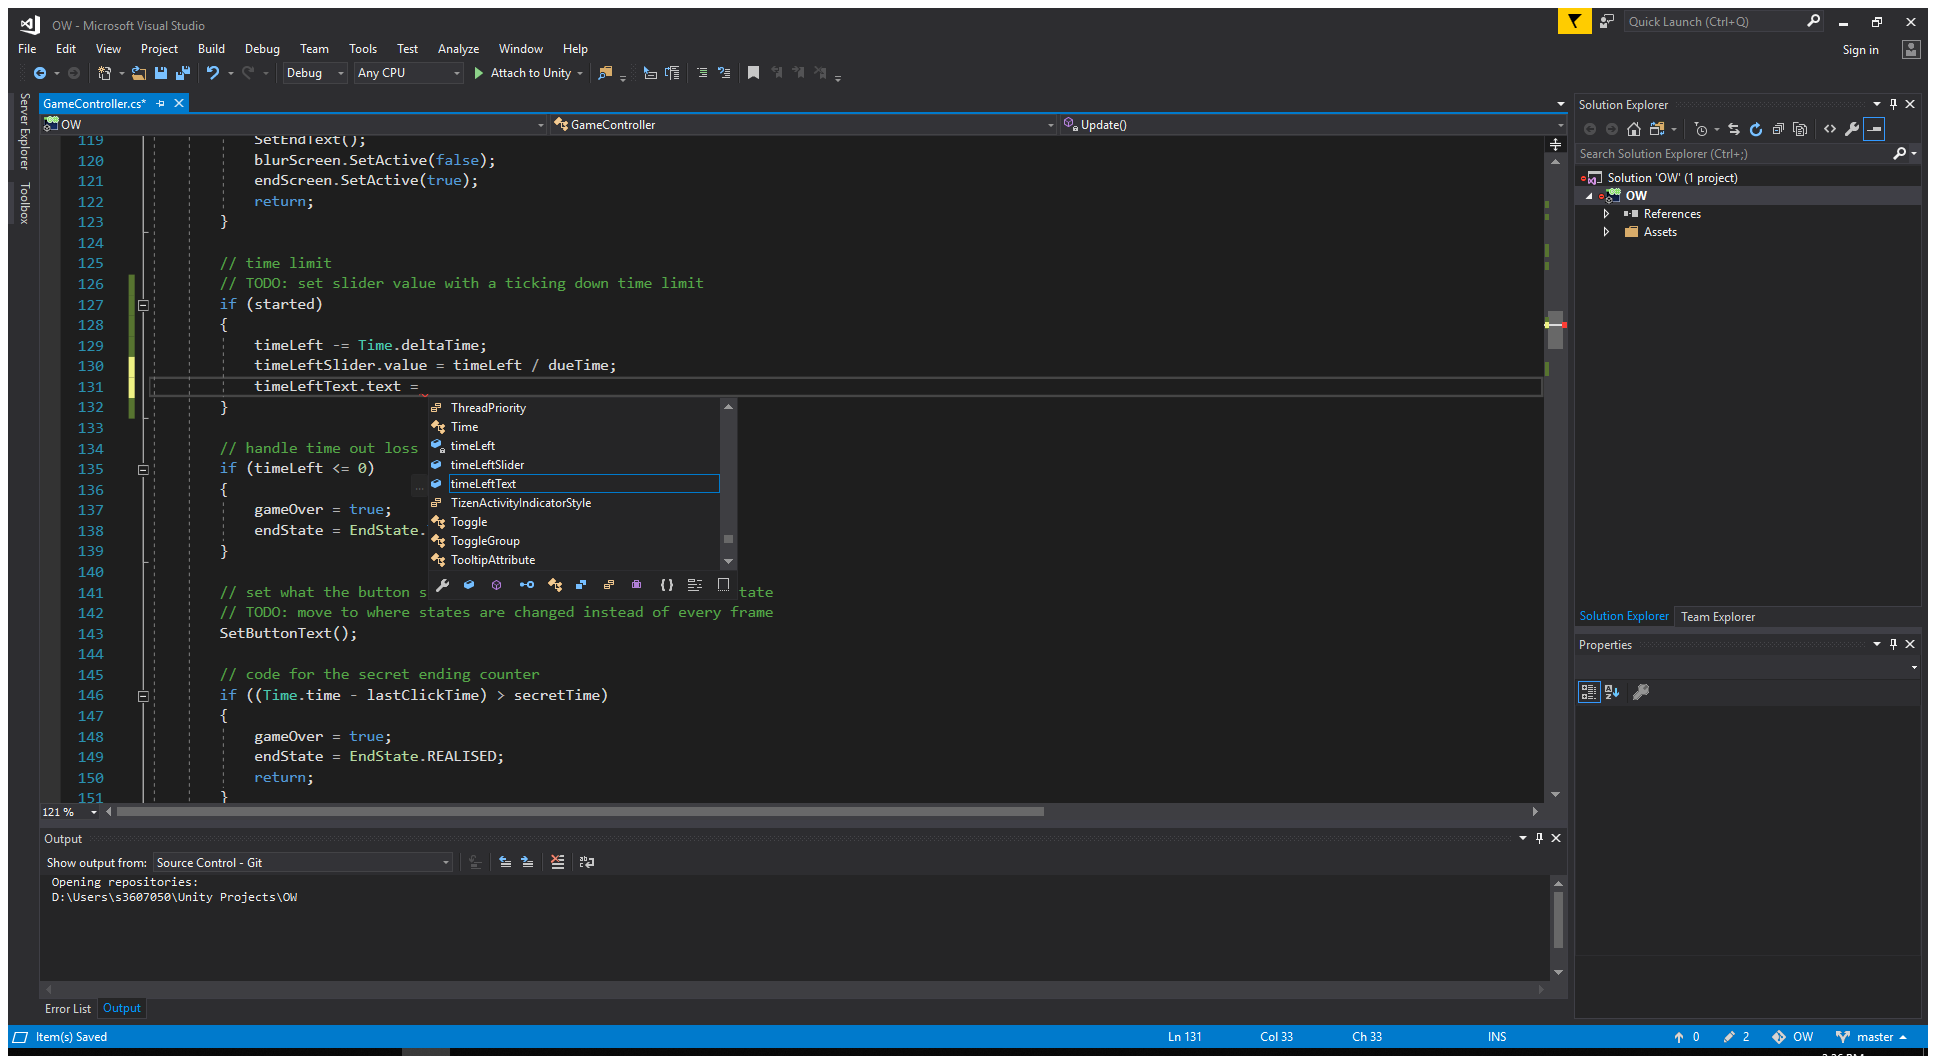 OW - Microsoft Visual Studio
Quick Launch (Ctrl+Q)
File Edit View Project Build Debug Team Tools Test Analyze Window Help
Sign in
Debug Any CPU Attach to Unity
Server Explorer
Toolbox
GameController.cs*
OW GameController Update()
119 SetEndText();
120 blurScreen.SetActive(false);
121 endScreen.SetActive(true);
122 return;
123 }
124
125 // time limit
126 // TODO: set slider value with a ticking down time limit
127 if (started)
128 {
129 timeLeft -= Time.deltaTime;
130 timeLeftSlider.value = timeLeft / dueTime;
131 timeLeftText.text =
132 }
133
134 // handle time out loss
135 if (timeLeft <= 0)
136 {
137 gameOver = true;
138 endState = EndState.
139 }
140
141 // set what the button s tate
142 // TODO: move to where states are changed instead of every frame
143 SetButtonText();
144
145 // code for the secret ending counter
146 if ((Time.time - lastClickTime) > secretTime)
147 {
148 gameOver = true;
149 endState = EndState.REALISED;
150 return;
151 }
ThreadPriority
Time
timeLeft
timeLeftSlider
timeLeftText
TizenActivityIndicatorStyle
Toggle
ToggleGroup
TooltipAttribute
121 %
Output
Show output from: Source Control - Git
Opening repositories:
D:\Users\s3607050\Unity Projects\OW
Error List Output
Solution Explorer
Search Solution Explorer (Ctrl+;)
Solution 'OW' (1 project)
OW
References
Assets
Solution Explorer Team Explorer
Properties
Item(s) Saved Ln 131 Col 33 Ch 33 INS 0 2 OW master